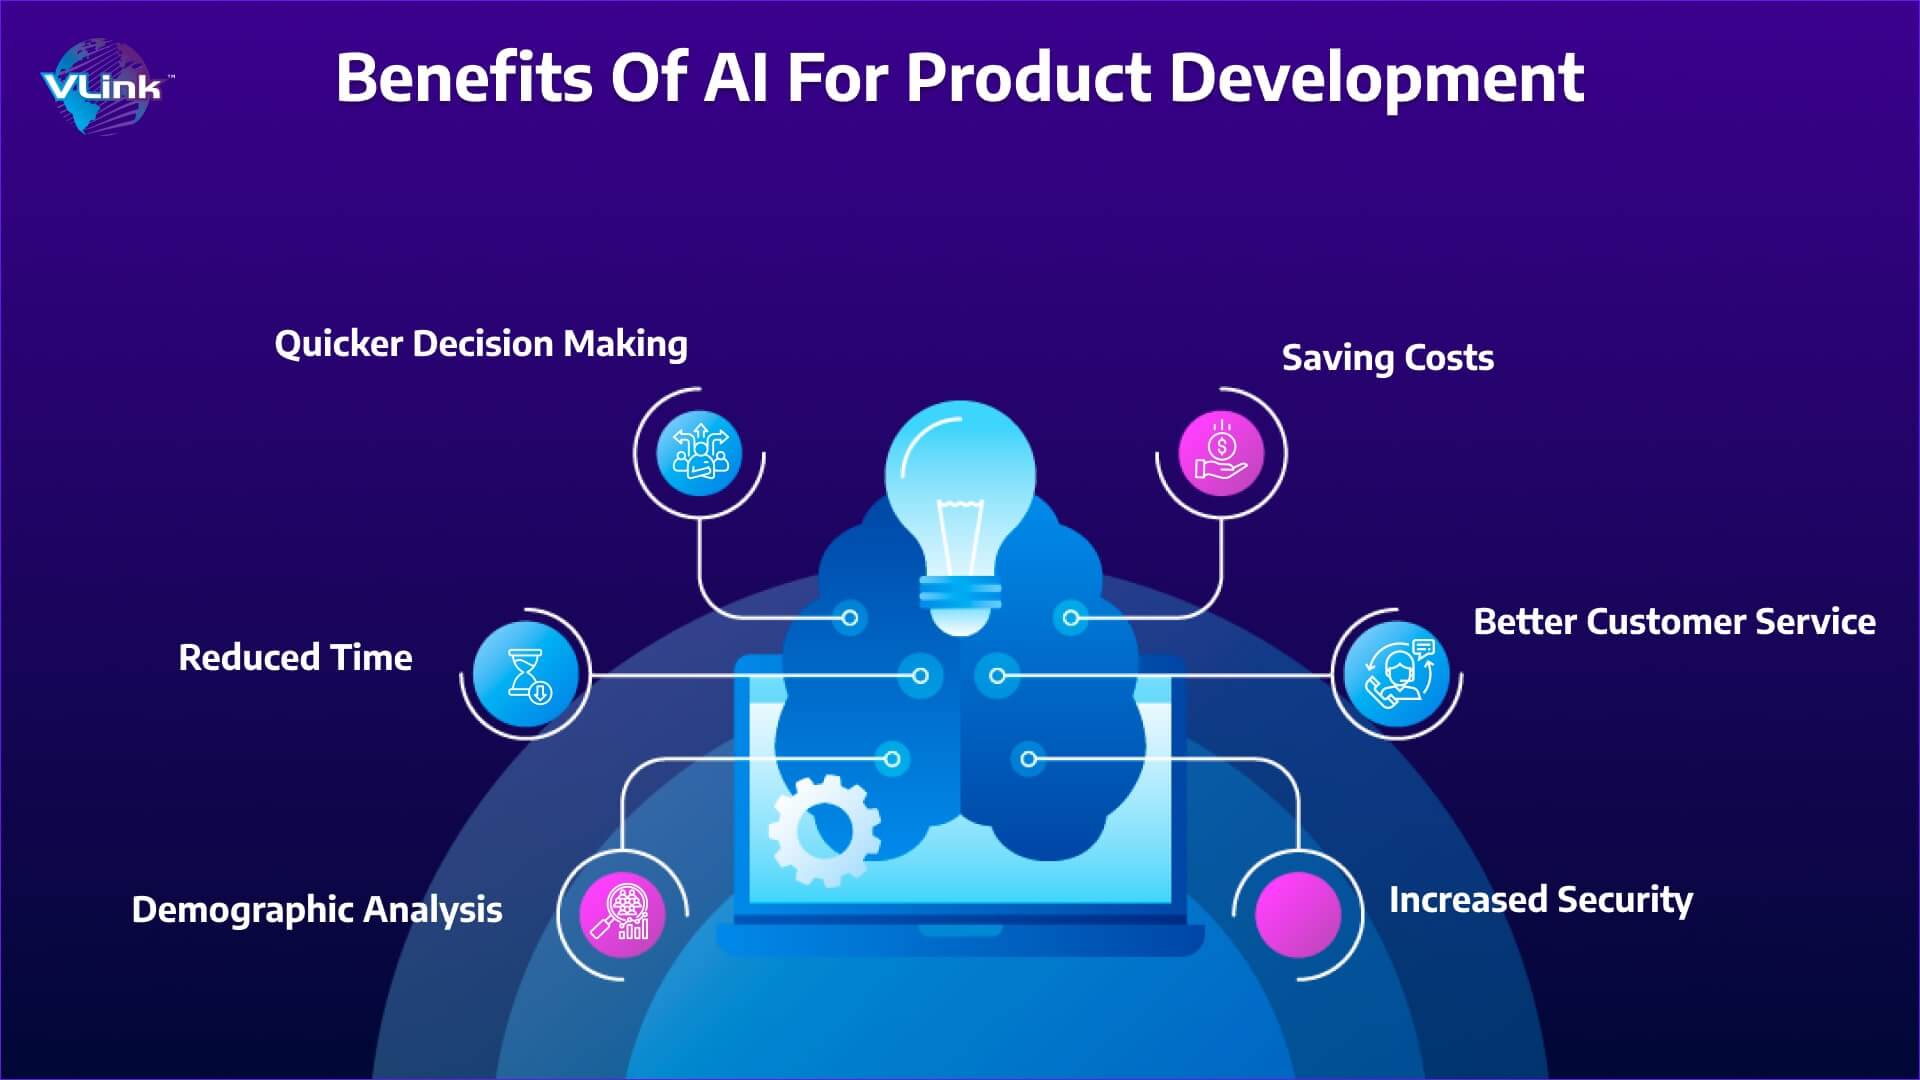 VLink™
Benefits Of AI For Product Development
Quicker Decision Making
Saving Costs
Reduced Time
Better Customer Service
Demographic Analysis
Increased Security
$